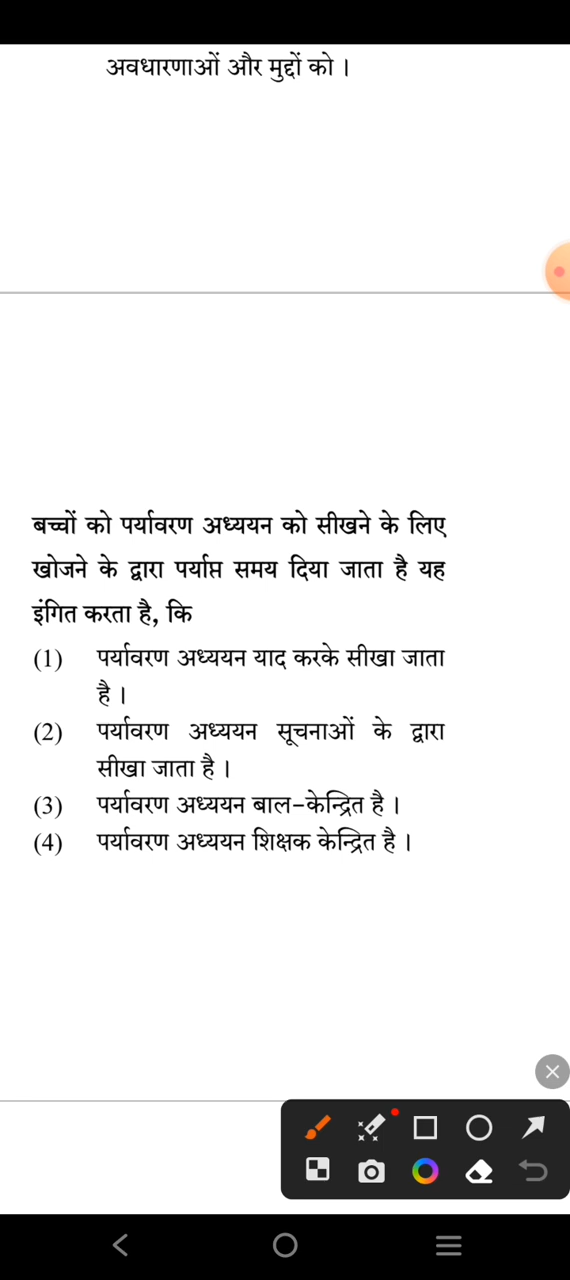 अवधारणाओं और मुद्दों को ।
बच्चों को पर्यावरण अध्ययन को सीखने के लिए
खोजने के द्वारा पर्याप्त समय दिया जाता है यह
इंगित करता है, कि
(1) पर्यावरण अध्ययन याद करके सीखा जाता
है ।
(2) पर्यावरण अध्ययन सूचनाओं के द्वारा
सीखा जाता है ।
(3) पर्यावरण अध्ययन बाल-केन्द्रित है ।
(4) पर्यावरण अध्ययन शिक्षक केन्द्रित है ।